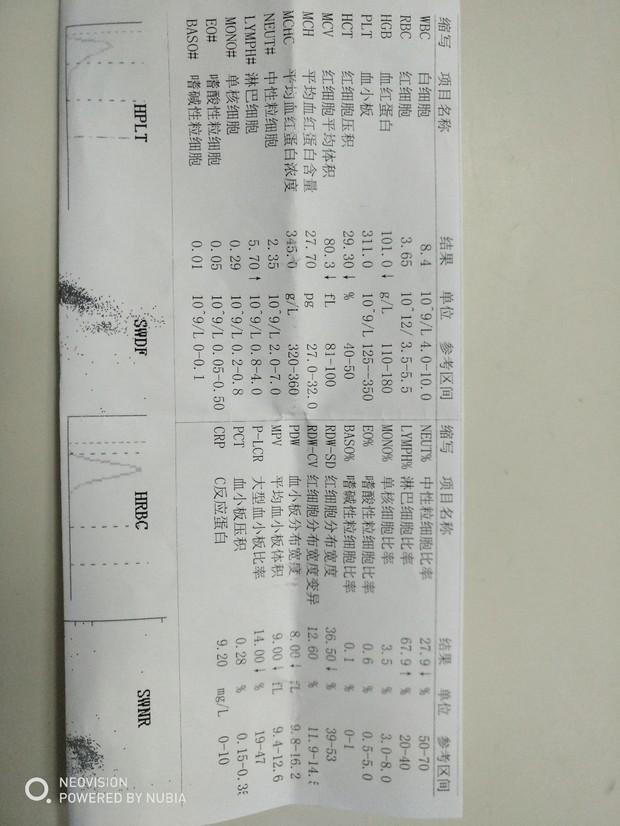 缩写 项目名称 结果 单位 参考区间
WBC 白细胞 8.4 10^9/L 4.0-10.0
RBC 红细胞 3.65 10^12/ 3.5-5.5
HGB 血红蛋白 101.0↓ g/L 110-180
PLT 血小板 311.0 10^9/L 125--350
HCT 红细胞压积 29.30↓ % 40-50
MCV 红细胞平均体积 80.3↓ fL 81-100
MCH 平均血红蛋白含量 27.70 pg 27.0-32.0
MCHC 平均血红蛋白浓度 345.0 g/L 320-360
NEUT# 中性粒细胞 2.35 10^9/L 2.0-7.0
LYMPH# 淋巴细胞 5.70↑ 10^9/L 0.8-4.0
MONO# 单核细胞 0.29 10^9/L 0.2-0.8
EO# 嗜酸性粒细胞 0.05 10^9/L 0.05-0.50
BASO# 嗜碱性粒细胞 0.01 10^9/L 0-0.1
缩写 项目名称 结果 单位 参考区间
NEUT% 中性粒细胞比率 27.9↓ % 50-70
LYMPH% 淋巴细胞比率 67.9↑ % 20-40
MONO% 单核细胞比率 3.5 % 3.0-8.0
EO% 嗜酸性粒细胞比率 0.6 % 0.5-5.0
BASO% 嗜碱性粒细胞比率 0.1 % 0-1
RDW-SD 红细胞分布宽度 36.50↓ % 39-53
RDW-CV 红细胞分布宽度变异 12.60 % 11.9-14.
PDW 血小板分布宽度 8.00↓ fL 9.8-16.2
MPV 平均血小板体积 9.00↓ fL 9.4-12.6
P-LCR 大型血小板比率 14.00↓ % 19-47
PCT 血小板压积 0.28 % 0.15-0.3
CRP C反应蛋白 9.20 mg/L 0-10
HPLT SWDF HRBC SWNR
NEOVISION
POWERED BY NUBIA